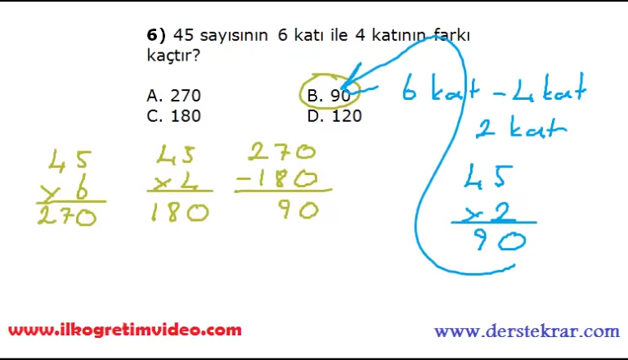 6) 45 sayısının 6 katı ile 4 katının farkı
kaçtır?
A. 270 B. 90
C. 180 D. 120
45
x 6
270
45
x 4
180
270
-180
90
6 kat - 4 kat
2 kat
45
x 2
90
www.ilkogretimvideo.com www.derstekrar.com